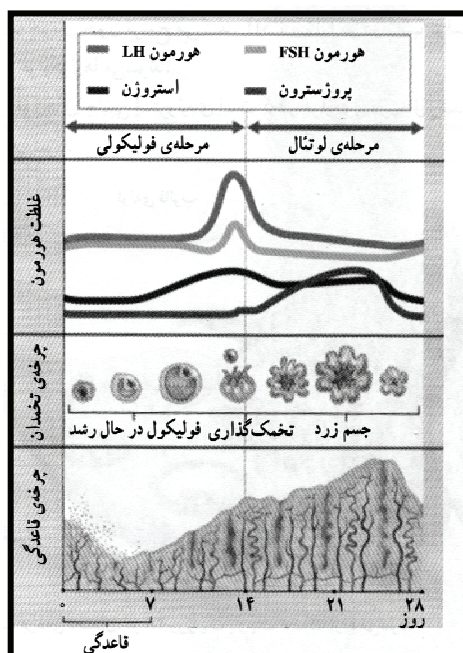 هورمون LH هورمون FSH
استروژن پروژسترون
مرحله‌ی فولیکولی مرحله‌ی لوتئال
غلظت هورمون
چرخه‌ی تخمدان
فولیکول در حال رشد تخمک‌گذاری جسم زرد
چرخه‌ی قاعدگی
۰ ۷ ۱۴ ۲۱ ۲۸
روز
قاعدگی